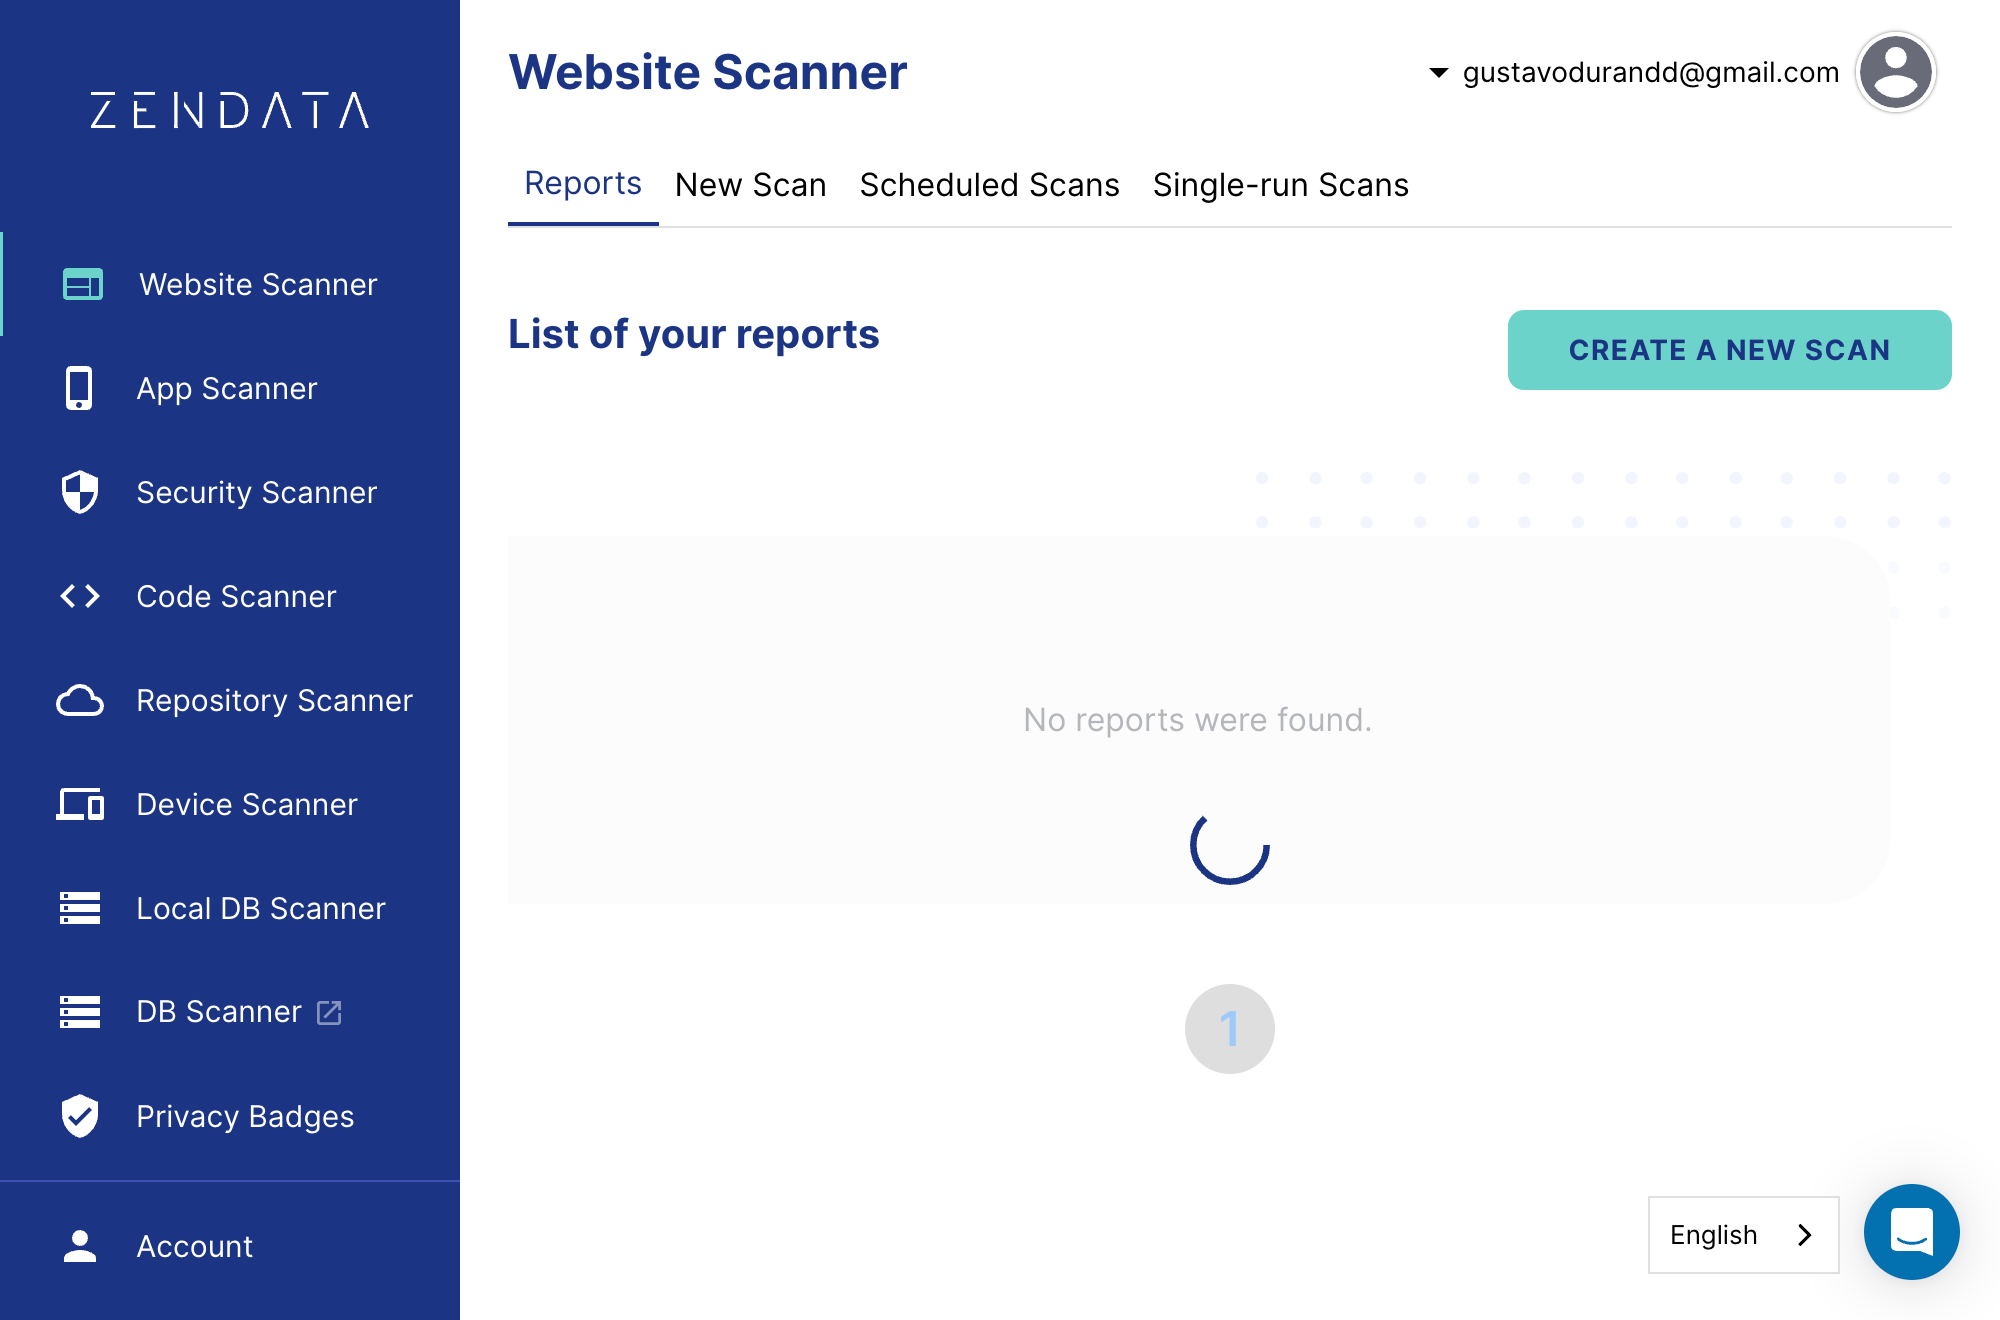 ZENDATA
Website Scanner
App Scanner
Security Scanner
Code Scanner
Repository Scanner
Device Scanner
Local DB Scanner
DB Scanner
Privacy Badges
Account
Website Scanner
gustavodurandd@gmail.com
Reports New Scan Scheduled Scans Single-run Scans
List of your reports
CREATE A NEW SCAN
No reports were found.
1
English